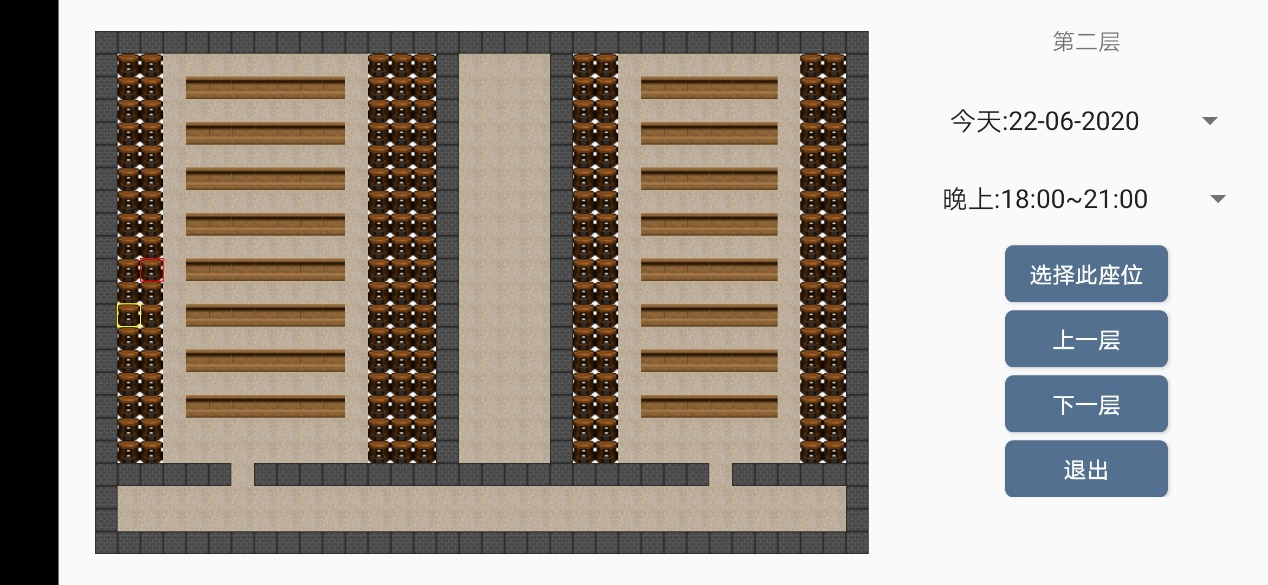 第二层
今天:22-06-2020
晚上:18:00~21:00
选择此座位
上一层
下一层
退出